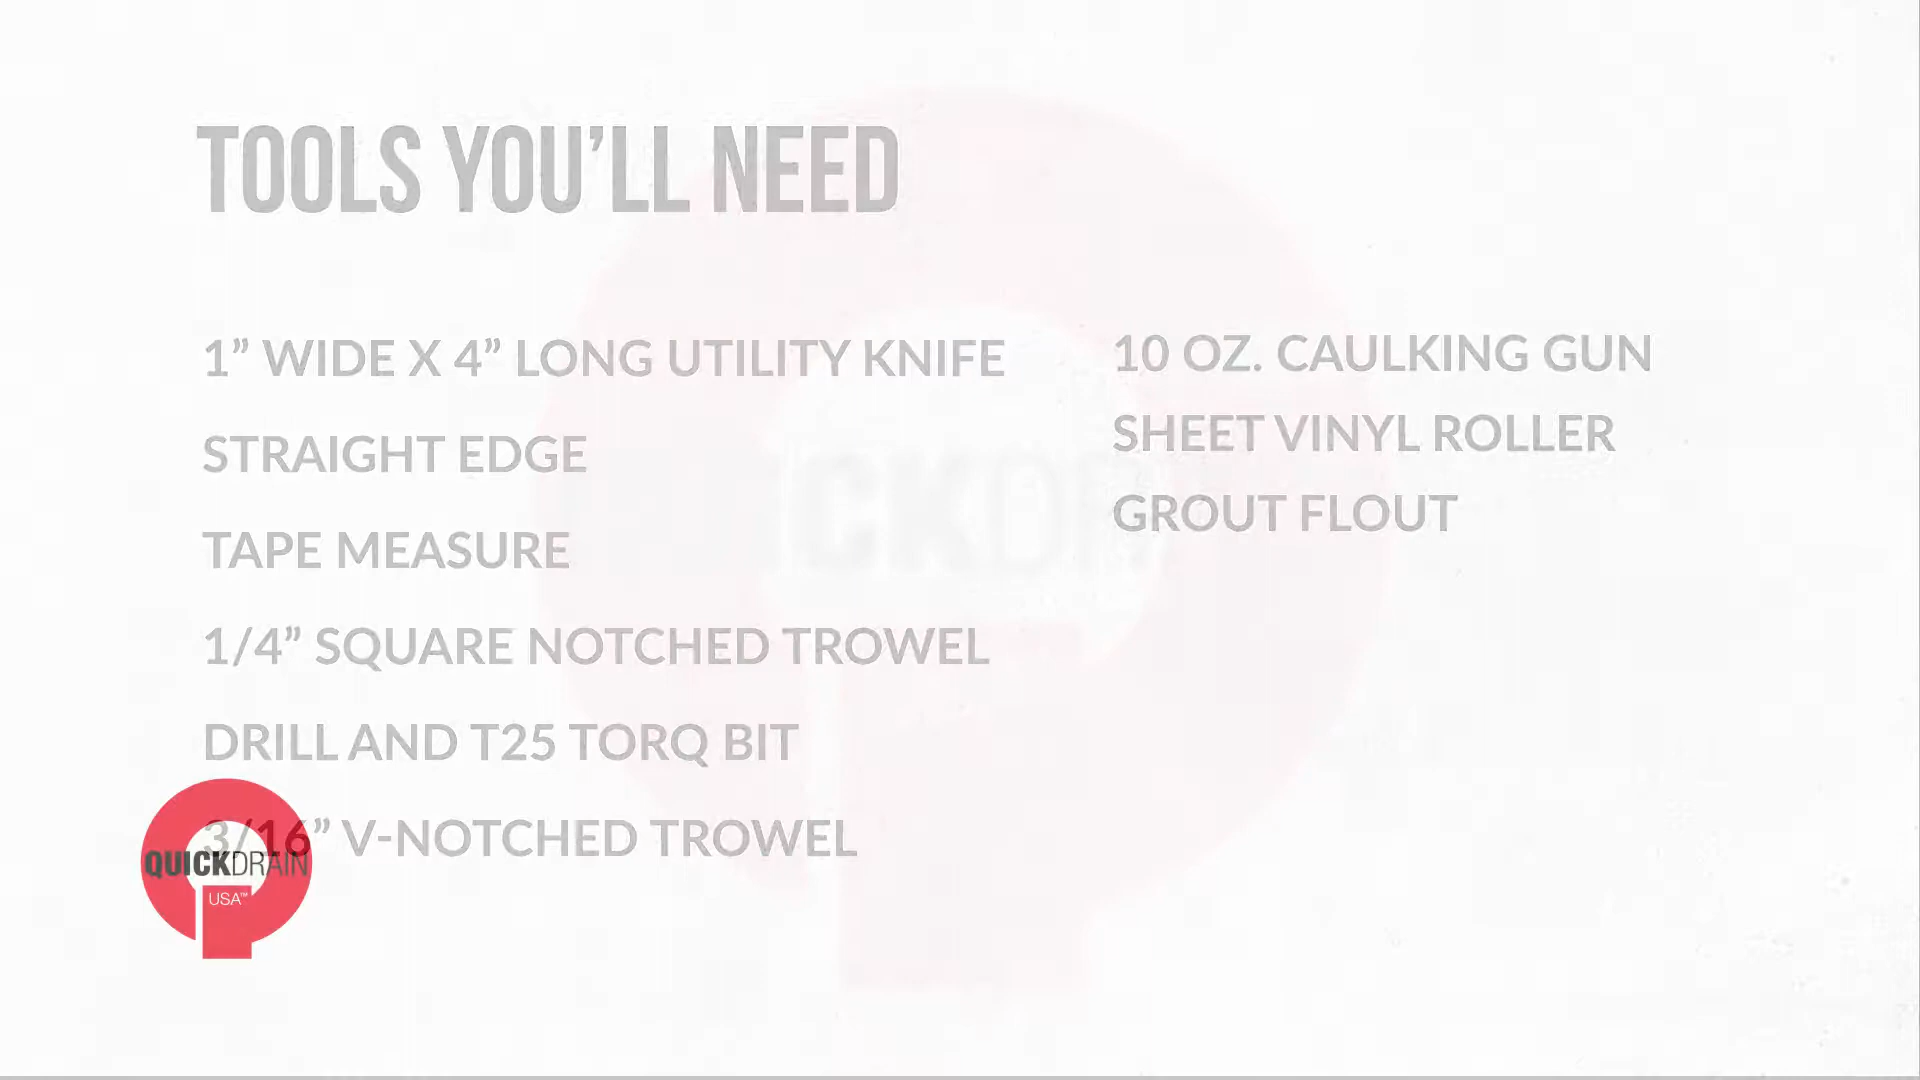 TOOLS YOU’LL NEED
1” WIDE X 4” LONG UTILITY KNIFE
STRAIGHT EDGE
TAPE MEASURE
1/4” SQUARE NOTCHED TROWEL
DRILL AND T25 TORQ BIT
3/16” V-NOTCHED TROWEL
10 OZ. CAULKING GUN
SHEET VINYL ROLLER
GROUT FLOUT
QUICKDRAIN
USA™